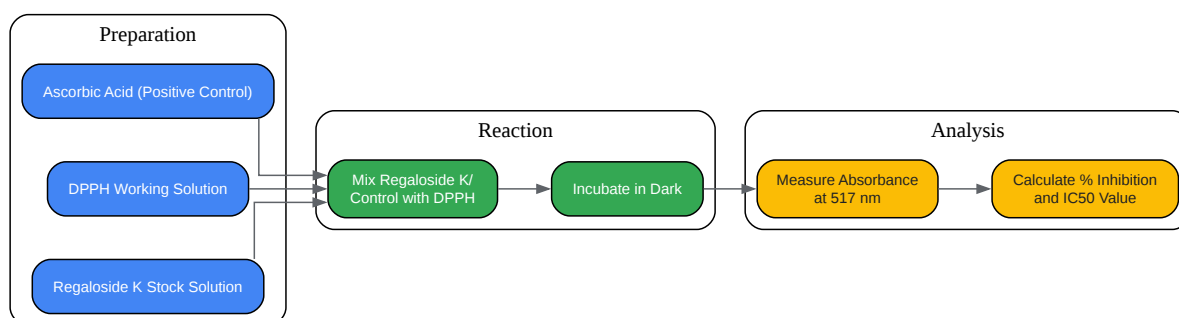 Preparation
Ascorbic Acid (Positive Control)
DPPH Working Solution
Regaloside K Stock Solution
Reaction
Mix Regaloside K/
Control with DPPH
Incubate in Dark
Analysis
Measure Absorbance
at 517 nm
Calculate % Inhibition
and IC50 Value